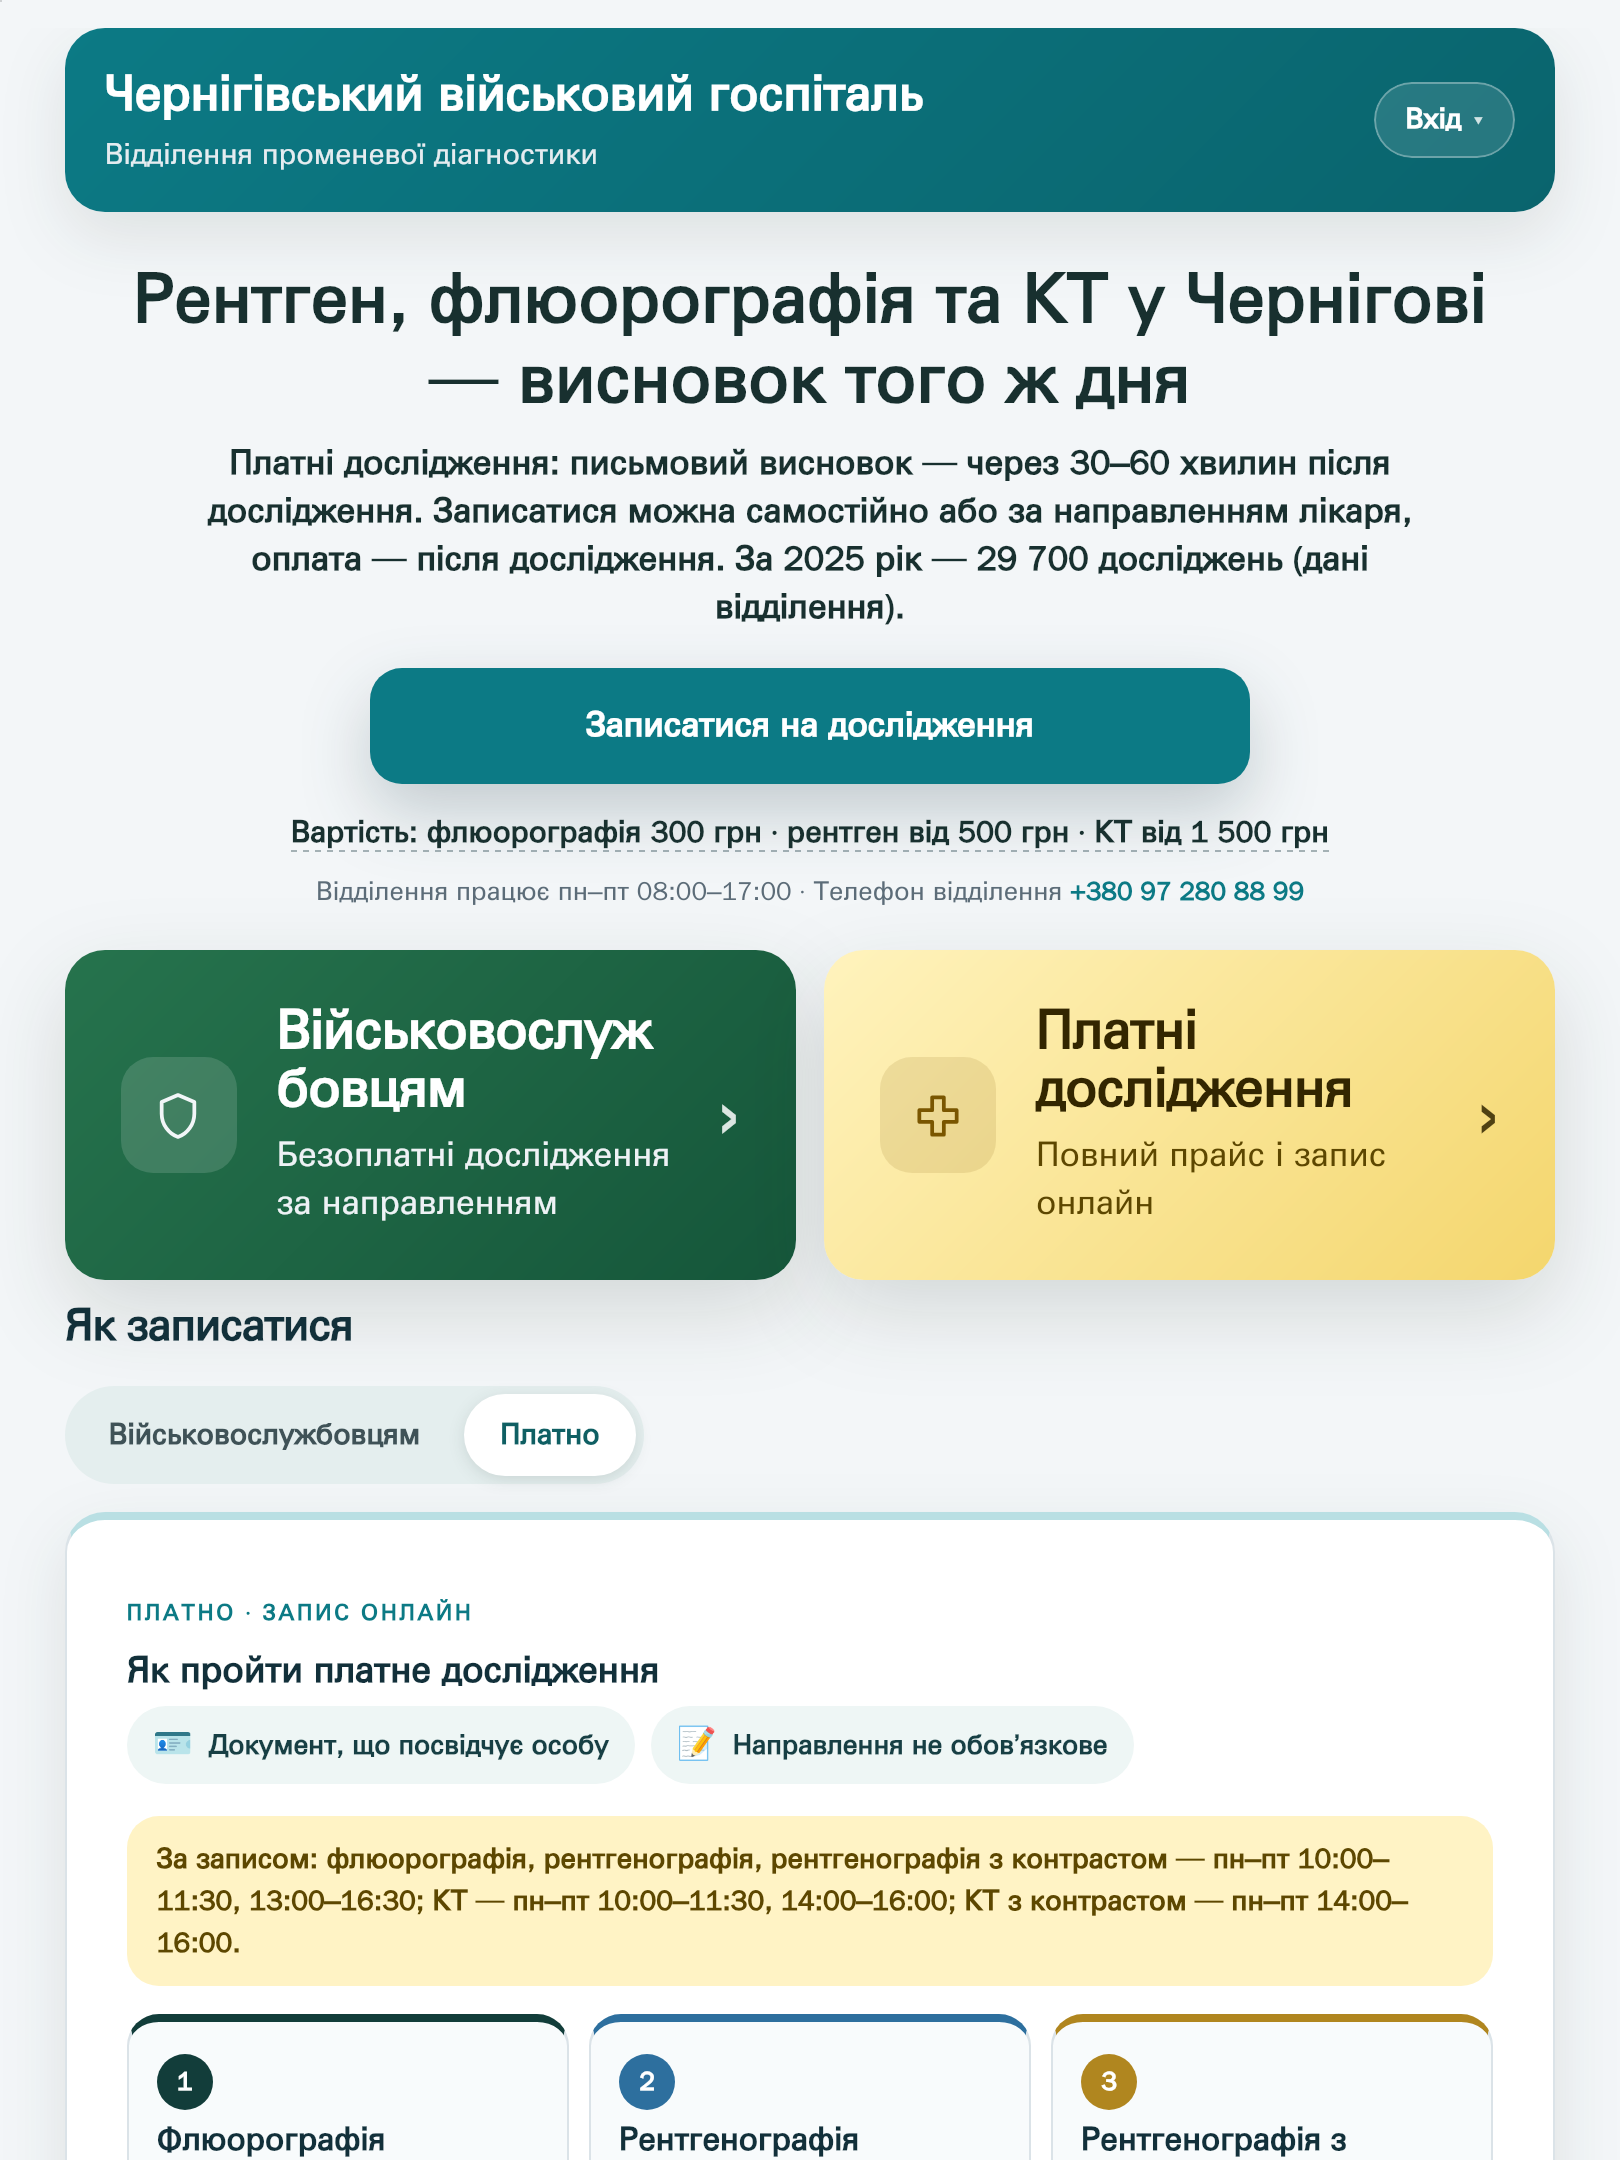 Чернігівський військовий госпіталь
Відділення променевої діагностики
Вхід ▾
Рентген, флюорографія та КТ у Чернігові
— висновок того ж дня
Платні дослідження: письмовий висновок — через 30–60 хвилин після
дослідження. Записатися можна самостійно або за направленням лікаря,
оплата — після дослідження. За 2025 рік — 29 700 досліджень (дані
відділення).
Записатися на дослідження
Вартість: флюорографія 300 грн · рентген від 500 грн · КТ від 1 500 грн
Відділення працює пн–пт 08:00–17:00 · Телефон відділення +380 97 280 88 99
Військовослуж
бовцям
Безоплатні дослідження
за направленням
›
Платні
дослідження
Повний прайс і запис
онлайн
›
Як записатися
Військовослужбовцям
Платно
ПЛАТНО · ЗАПИС ОНЛАЙН
Як пройти платне дослідження
Документ, що посвідчує особу
Направлення не обов’язкове
За записом: флюорографія, рентгенографія, рентгенографія з контрастом — пн–пт 10:00–
11:30, 13:00–16:30; КТ — пн–пт 10:00–11:30, 14:00–16:00; КТ з контрастом — пн–пт 14:00–
16:00.
1
Флюорографія
2
Рентгенографія
3
Рентгенографія з